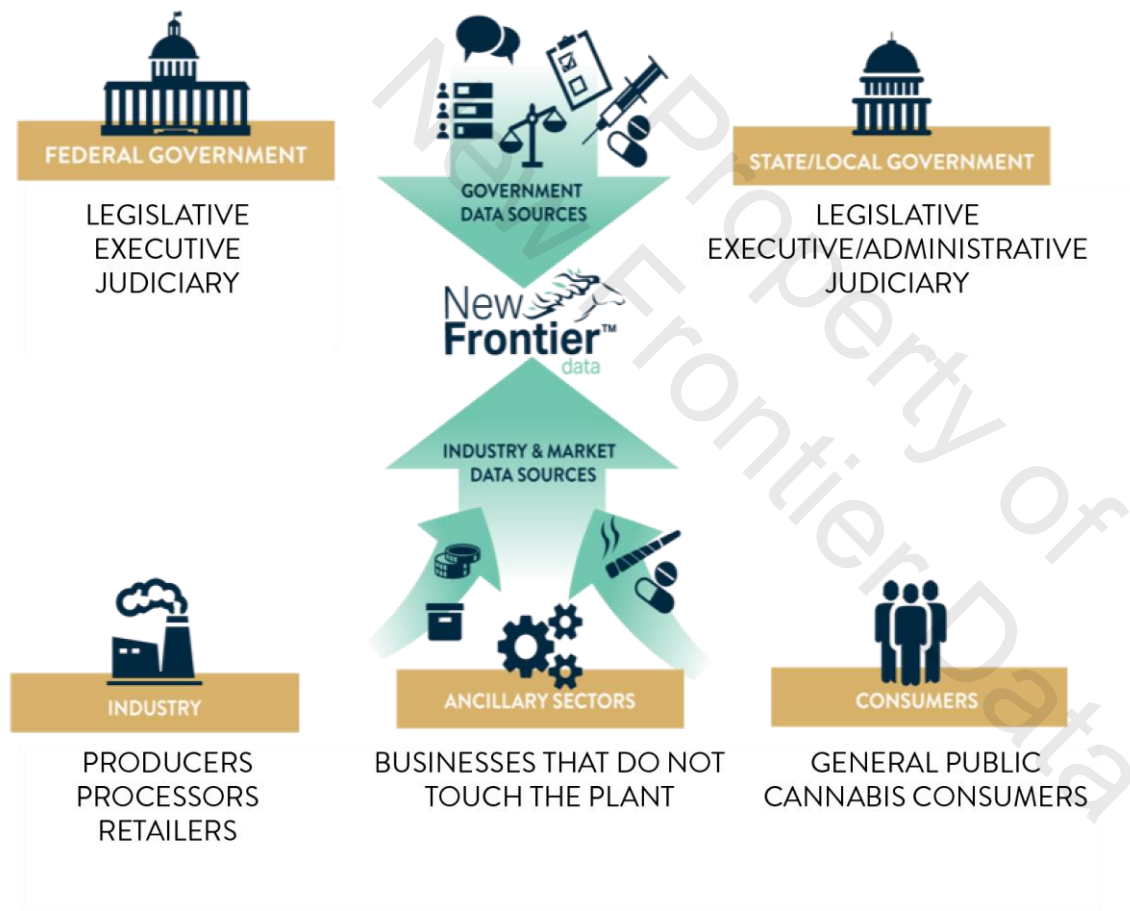 FEDERAL GOVERNMENT
LEGISLATIVE
EXECUTIVE
JUDICIARY
GOVERNMENT
DATA SOURCES
STATE/LOCAL GOVERNMENT
LEGISLATIVE
EXECUTIVE/ADMINISTRATIVE
JUDICIARY
New
Frontier™
data
INDUSTRY & MARKET
DATA SOURCES
INDUSTRY
PRODUCERS
PROCESSORS
RETAILERS
ANCILLARY SECTORS
BUSINESSES THAT DO NOT
TOUCH THE PLANT
CONSUMERS
GENERAL PUBLIC
CANNABIS CONSUMERS
Property of
New Frontier Data